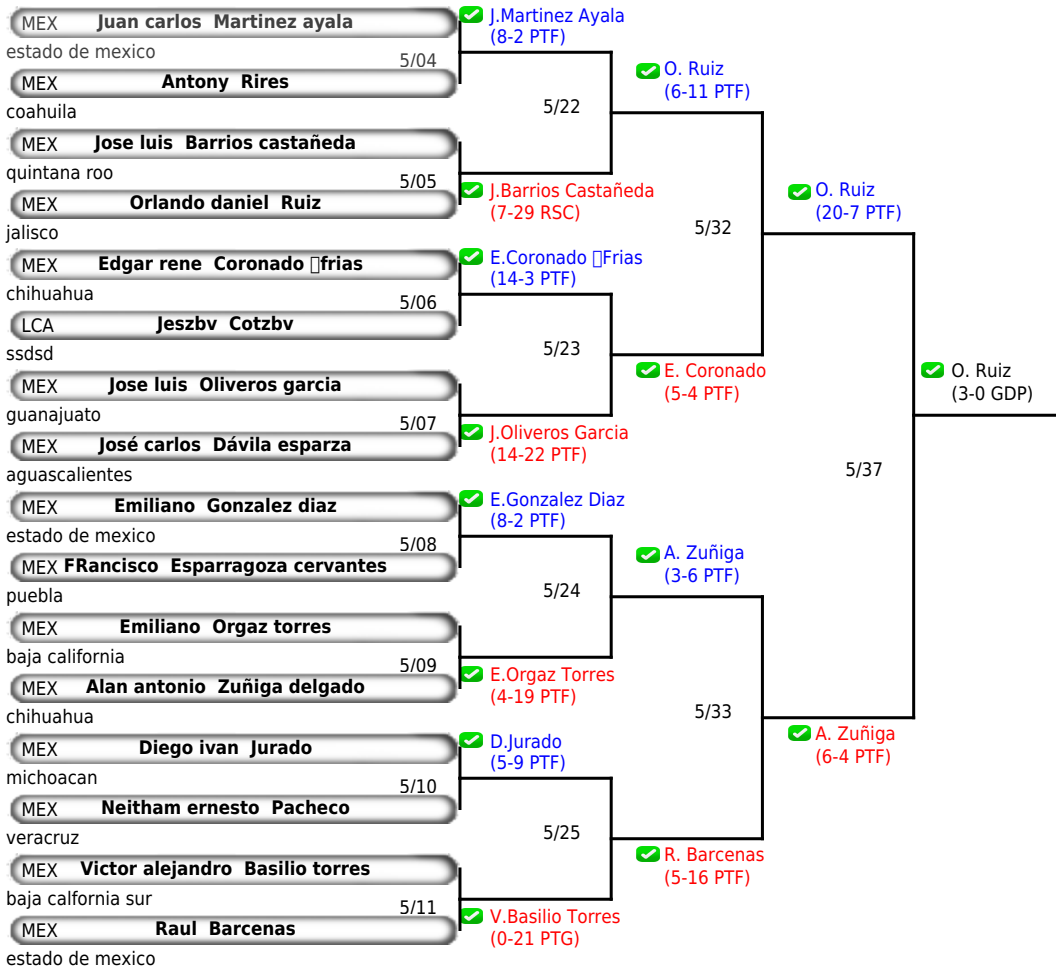 MEX Juan carlos Martinez ayala
J.Martinez Ayala
(8-2 PTF)
estado de mexico
5/04
MEX Antony Rires
O. Ruiz
(6-11 PTF)
coahuila
5/22
MEX Jose luis Barrios castañeda
quintana roo
5/05
J.Barrios Castañeda
(7-29 RSC)
MEX Orlando daniel Ruiz
O. Ruiz
(20-7 PTF)
jalisco
5/32
MEX Edgar rene Coronado frias
E.Coronado Frias
(14-3 PTF)
chihuahua
5/06
LCA Jeszbv Cotzbv
ssdsd
5/23
MEX Jose luis Oliveros garcia
E. Coronado
(5-4 PTF)
O. Ruiz
(3-0 GDP)
guanajuato
5/07
MEX José carlos Dávila esparza
J.Oliveros Garcia
(14-22 PTF)
aguascalientes
5/37
MEX Emiliano Gonzalez diaz
E.Gonzalez Diaz
(8-2 PTF)
estado de mexico
5/08
MEX FRancisco Esparragoza cervantes
A. Zuñiga
(3-6 PTF)
puebla
5/24
MEX Emiliano Orgaz torres
baja california
5/09
E.Orgaz Torres
(4-19 PTF)
MEX Alan antonio Zuñiga delgado
chihuahua
5/33
A. Zuñiga
(6-4 PTF)
MEX Diego ivan Jurado
D.Jurado
(5-9 PTF)
michoacan
5/10
MEX Neitham ernesto Pacheco
veracruz
5/25
MEX Victor alejandro Basilio torres
R. Barcenas
(5-16 PTF)
baja calfornia sur
5/11
V.Basilio Torres
(0-21 PTG)
MEX Raul Barcenas
estado de mexico